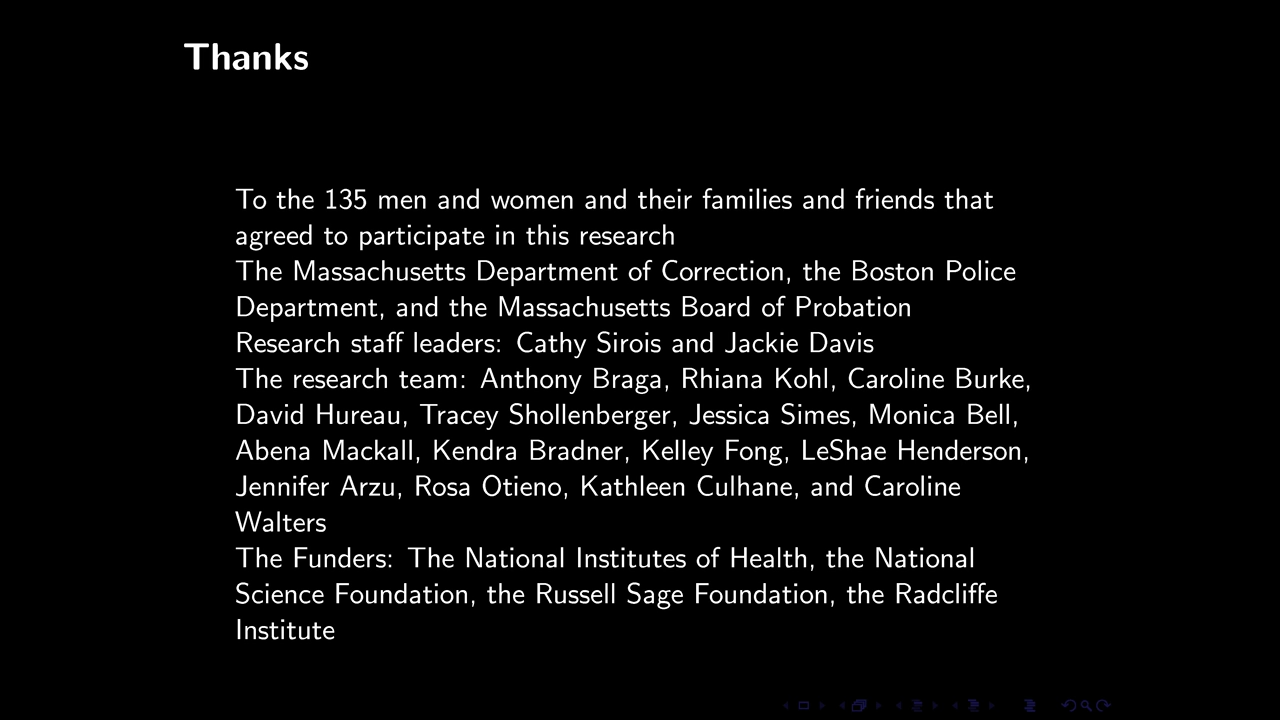 Thanks
To the 135 men and women and their families and friends that
agreed to participate in this research
The Massachusetts Department of Correction, the Boston Police
Department, and the Massachusetts Board of Probation
Research staff leaders: Cathy Sirois and Jackie Davis
The research team: Anthony Braga, Rhiana Kohl, Caroline Burke,
David Hureau, Tracey Shollenberger, Jessica Simes, Monica Bell,
Abena Mackall, Kendra Bradner, Kelley Fong, LeShae Henderson,
Jennifer Arzu, Rosa Otieno, Kathleen Culhane, and Caroline
Walters
The Funders: The National Institutes of Health, the National
Science Foundation, the Russell Sage Foundation, the Radcliffe
Institute